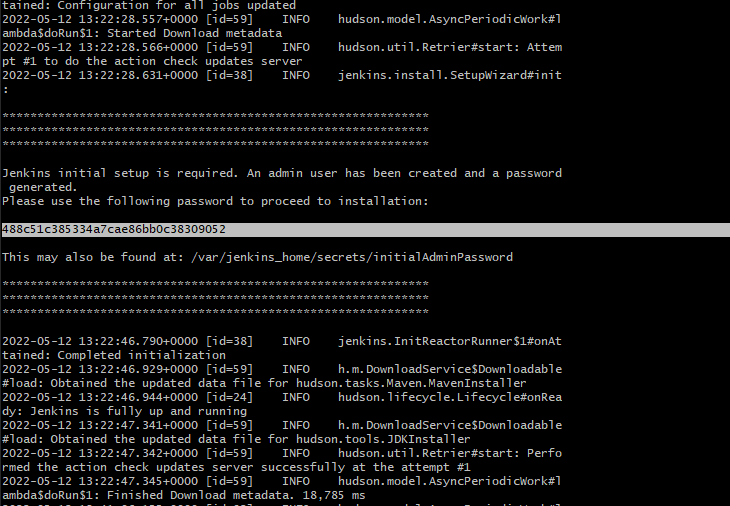 tained: Configuration for all jobs updated
2022-05-12 13:22:28.557+0000 [id=59]    INFO    hudson.model.AsyncPeriodicWork#l
ambda$doRun$1: Started Download metadata
2022-05-12 13:22:28.566+0000 [id=59]    INFO    hudson.util.Retrier#start: Attem
pt #1 to do the action check updates server
2022-05-12 13:22:28.631+0000 [id=38]    INFO    jenkins.install.SetupWizard#init
:
*************************************************************
*************************************************************
*************************************************************
Jenkins initial setup is required. An admin user has been created and a password
 generated.
Please use the following password to proceed to installation:
488c51c385334a7cae86bb0c38309052
This may also be found at: /var/jenkins_home/secrets/initialAdminPassword
*************************************************************
*************************************************************
*************************************************************
2022-05-12 13:22:46.790+0000 [id=38]    INFO    jenkins.InitReactorRunner$1#onAt
tained: Completed initialization
2022-05-12 13:22:46.929+0000 [id=59]    INFO    h.m.DownloadService$Downloadable
#load: Obtained the updated data file for hudson.tasks.Maven.MavenInstaller
2022-05-12 13:22:46.944+0000 [id=24]    INFO    hudson.lifecycle.Lifecycle#onRea
dy: Jenkins is fully up and running
2022-05-12 13:22:47.341+0000 [id=59]    INFO    h.m.DownloadService$Downloadable
#load: Obtained the updated data file for hudson.tools.JDKInstaller
2022-05-12 13:22:47.342+0000 [id=59]    INFO    hudson.util.Retrier#start: Perfo
rmed the action check updates server successfully at the attempt #1
2022-05-12 13:22:47.345+0000 [id=59]    INFO    hudson.model.AsyncPeriodicWork#l
ambda$doRun$1: Finished Download metadata. 18,785 ms